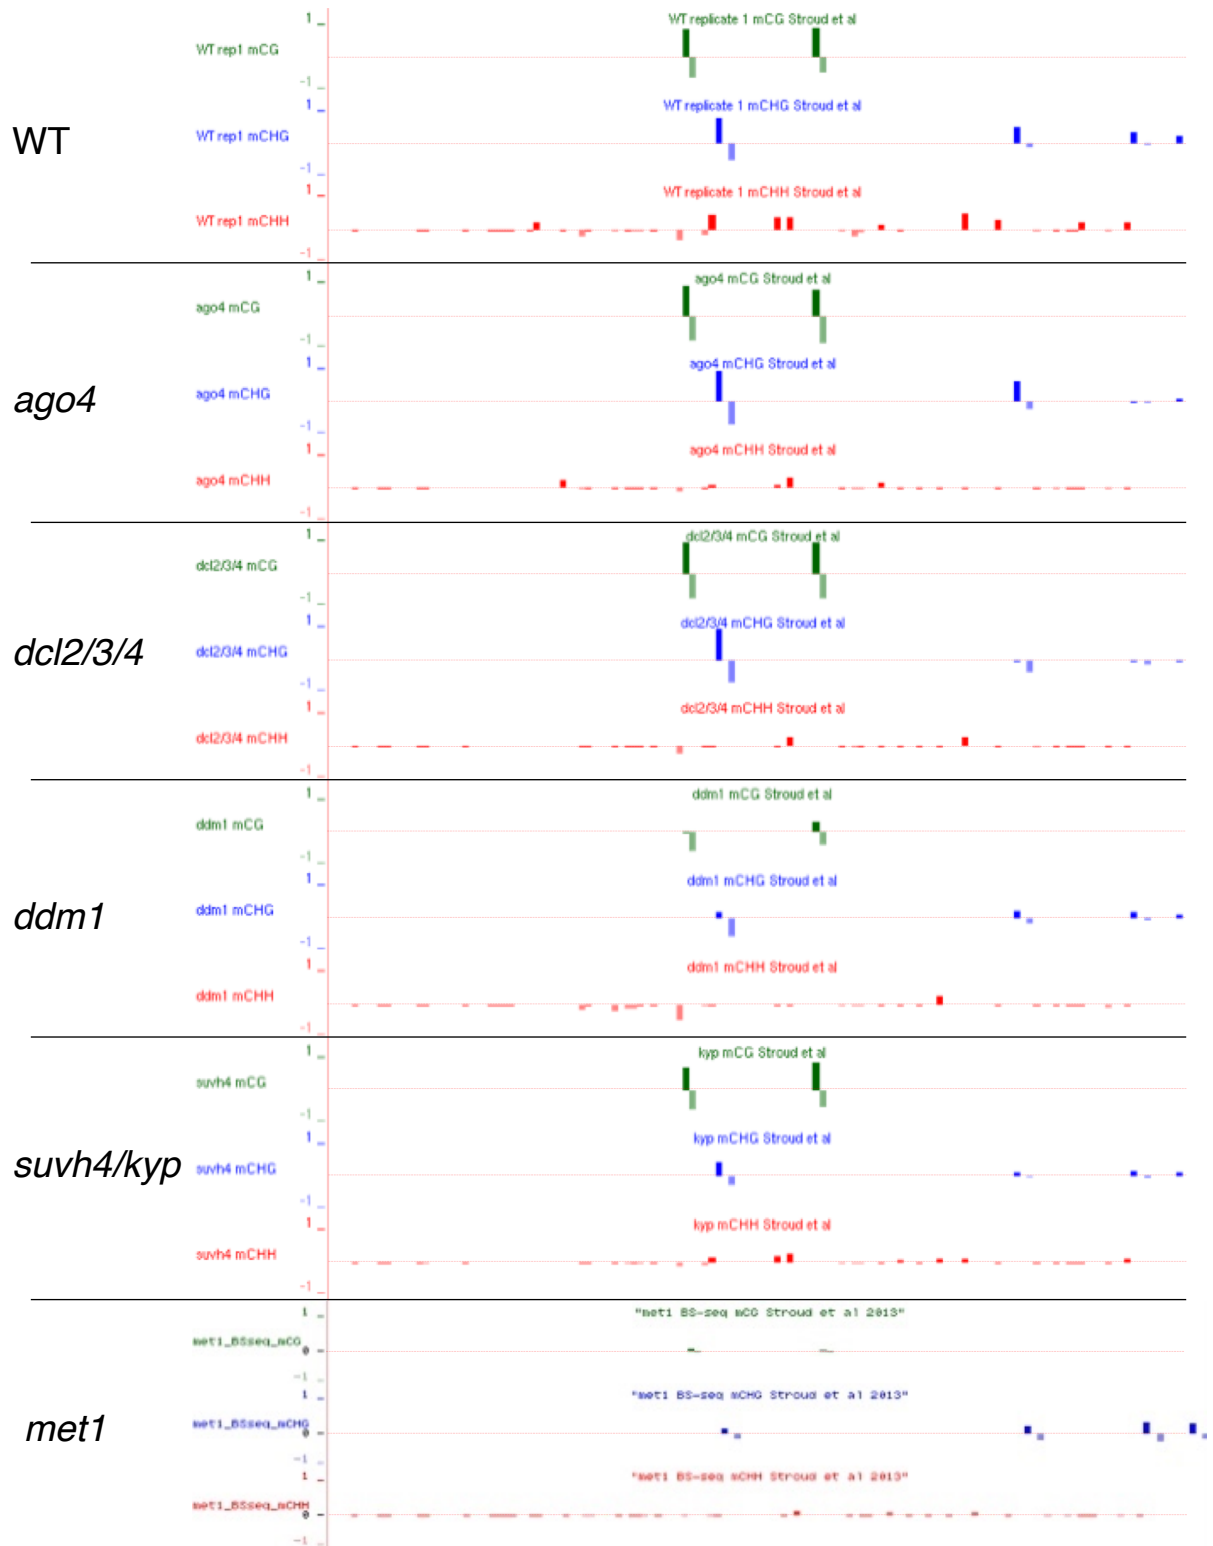 1
WT replicate 1 mCG Stroud et al
WT rep1 mCG
-1
1
WT replicate 1 mCHG Stroud et al
WT
WT rep1 mCHG
-1
1
WT replicate 1 mCHH Stroud et al
WT rep1 mCHH
-1
1
ago4 mCG Stroud et al
ago4 mCG
-1
1
ago4 mCHG Stroud et al
ago4
ago4 mCHG
-1
1
ago4 mCHH Stroud et al
ago4 mCHH
-1
1
dcl2/3/4 mCG Stroud et al
dcl2/3/4 mCG
-1
1
dcl2/3/4 mCHG Stroud et al
dcl2/3/4
dcl2/3/4 mCHG
-1
1
dcl2/3/4 mCHH Stroud et al
dcl2/3/4 mCHH
-1
1
ddm1 mCG Stroud et al
ddm1 mCG
-1
1
ddm1 mCHG Stroud et al
ddm1
ddm1 mCHG
-1
1
ddm1 mCHH Stroud et al
ddm1 mCHH
-1
1
kyp mCG Stroud et al
suvh4 mCG
-1
1
kyp mCHG Stroud et al
suvh4/kyp
suvh4 mCHG
-1
1
kyp mCHH Stroud et al
suvh4 mCHH
-1
1
"met1 BS-seq mCG Stroud et al 2013"
met1_BSseq_mCG
0
-1
1
"met1 BS-seq mCHG Stroud et al 2013"
met1
met1_BSseq_mCHG
0
-1
1
"met1 BS-seq mCHH Stroud et al 2013"
met1_BSseq_mCHH
0
-1